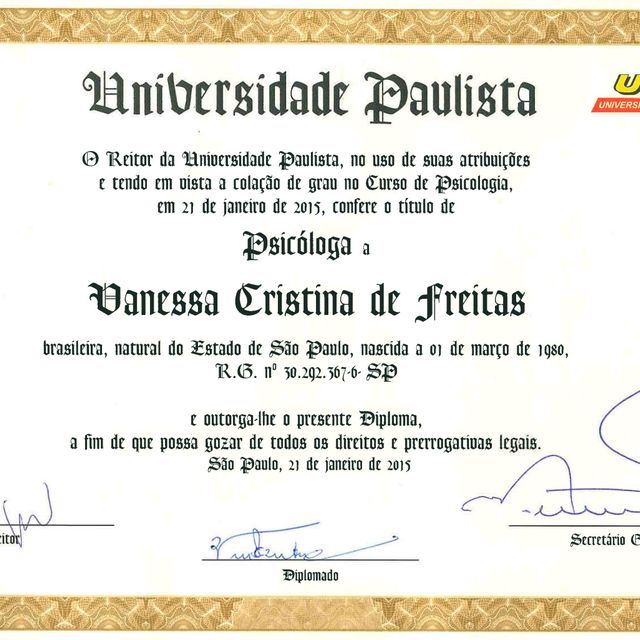 Universidade Paulista
U
UNIVERSID
O Reitor da Universidade Paulista, no uso de suas atribuições
e tendo em vista a colação de grau no Curso de Psicologia,
em 21 de janeiro de 2015, confere o título de
Psicóloga a
Vanessa Cristina de Freitas
brasileira, natural do Estado de São Paulo, nascida a 01 de março de 1980,
R.G. nº 30.292.367-6- SP
e outorga-lhe o presente Diploma,
a fim de que possa gozar de todos os direitos e prerrogativas legais.
São Paulo, 21 de janeiro de 2015
eitor
Secretário G
Diplomado